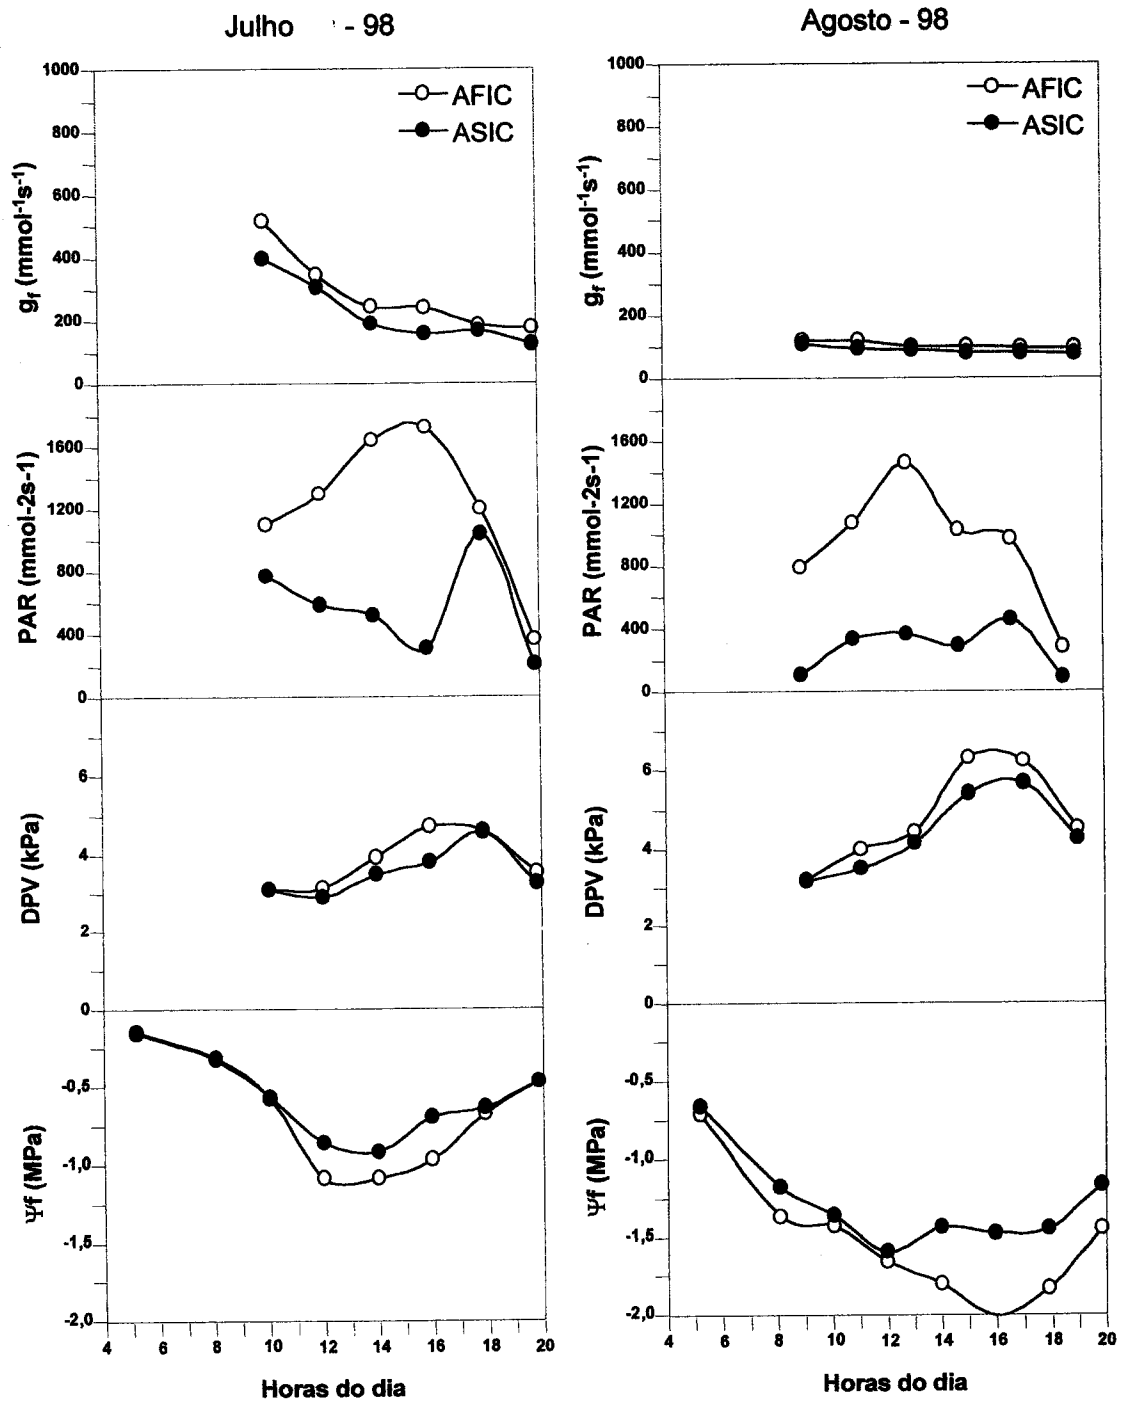 Julho - 98
1000
800
600
400
200
0
gf (mmol-1s-1)
AFIC
ASIC
1600
1200
800
400
0
PAR (mmol-2s-1)
6
4
2
0
DPV (kPa)
-0,5
-1,0
-1,5
-2,0
Ψf (MPa)
4 6 8 10 12 14 16 18 20
Horas do dia
Agosto - 98
1000
800
600
400
200
0
gf (mmol-1s-1)
AFIC
ASIC
1600
1200
800
400
0
PAR (mmol-2s-1)
6
4
2
0
DPV (kPa)
-0,5
-1,0
-1,5
-2,0
Ψf (MPa)
4 6 8 10 12 14 16 18 20
Horas do dia